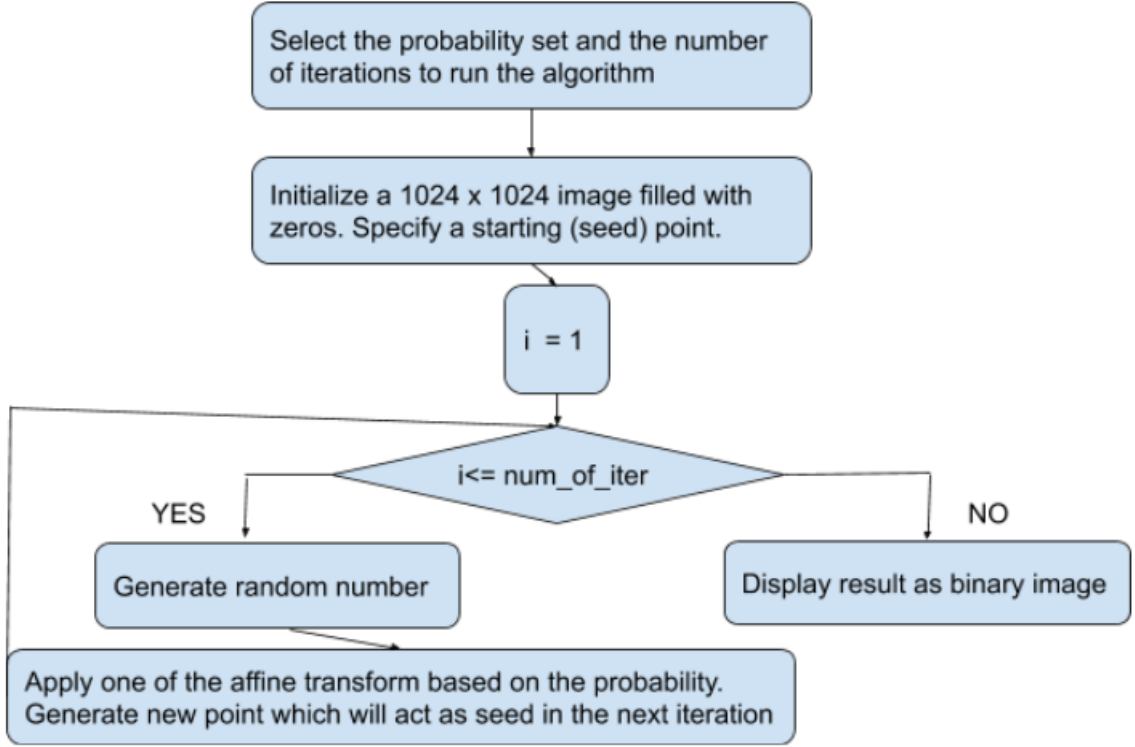 Select the probability set and the number
of iterations to run the algorithm
Initialize a 1024 x 1024 image filled with
zeros. Specify a starting (seed) point.
i = 1
i<= num_of_iter
YES
NO
Generate random number
Display result as binary image
Apply one of the affine transform based on the probability.
Generate new point which will act as seed in the next iteration